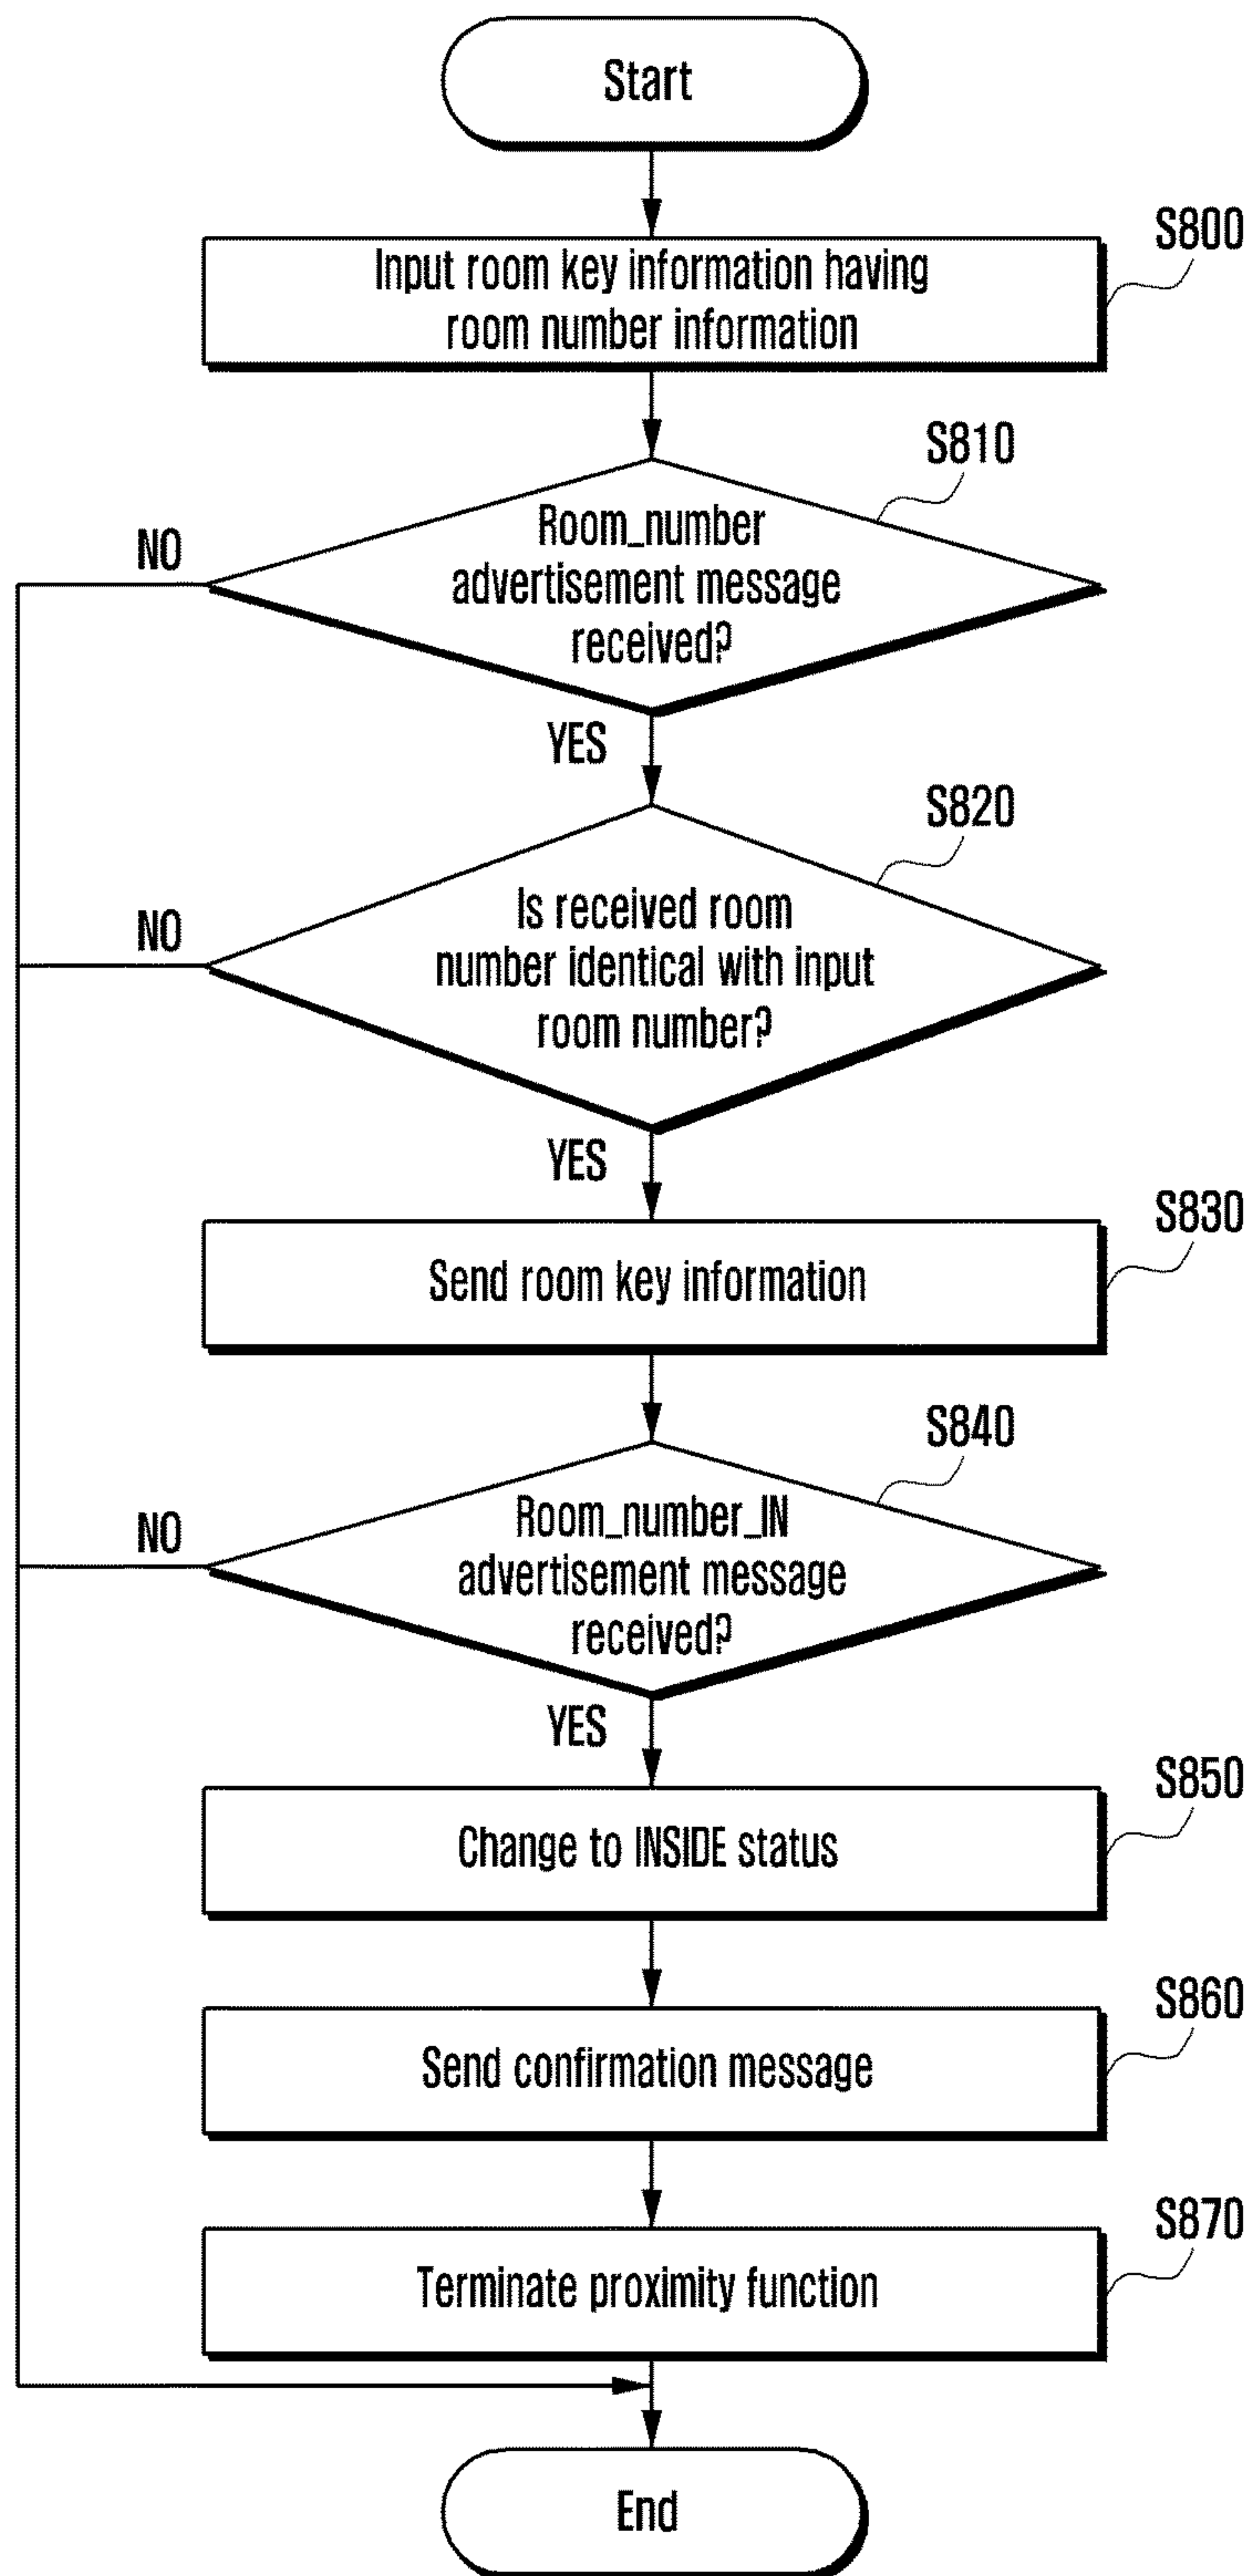 Start
S800
Input room key information having
room number information
S810
Room_number
advertisement message
received?
NO
YES
S820
Is received room
number identical with input
room number?
NO
YES
S830
Send room key information
S840
Room_number_IN
advertisement message
received?
NO
YES
S850
Change to INSIDE status
S860
Send confirmation message
S870
Terminate proximity function
End